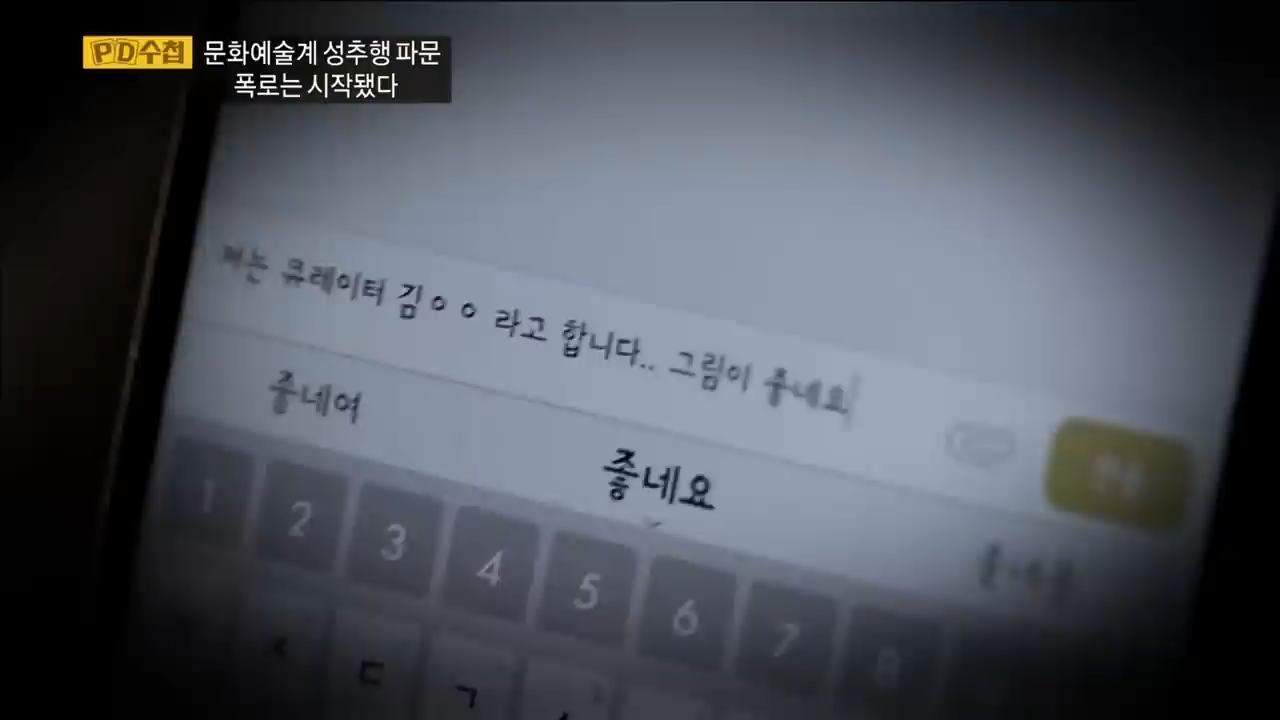 PD수첩
문화예술계 성추행 파문
폭로는 시작됐다
저는 큐레이터 김ㅇㅇ 라고 합니다.. 그림이 좋네요
좋네여
좋네요
1 2 3 4 5 6 7 8
ㄷ ㄱ